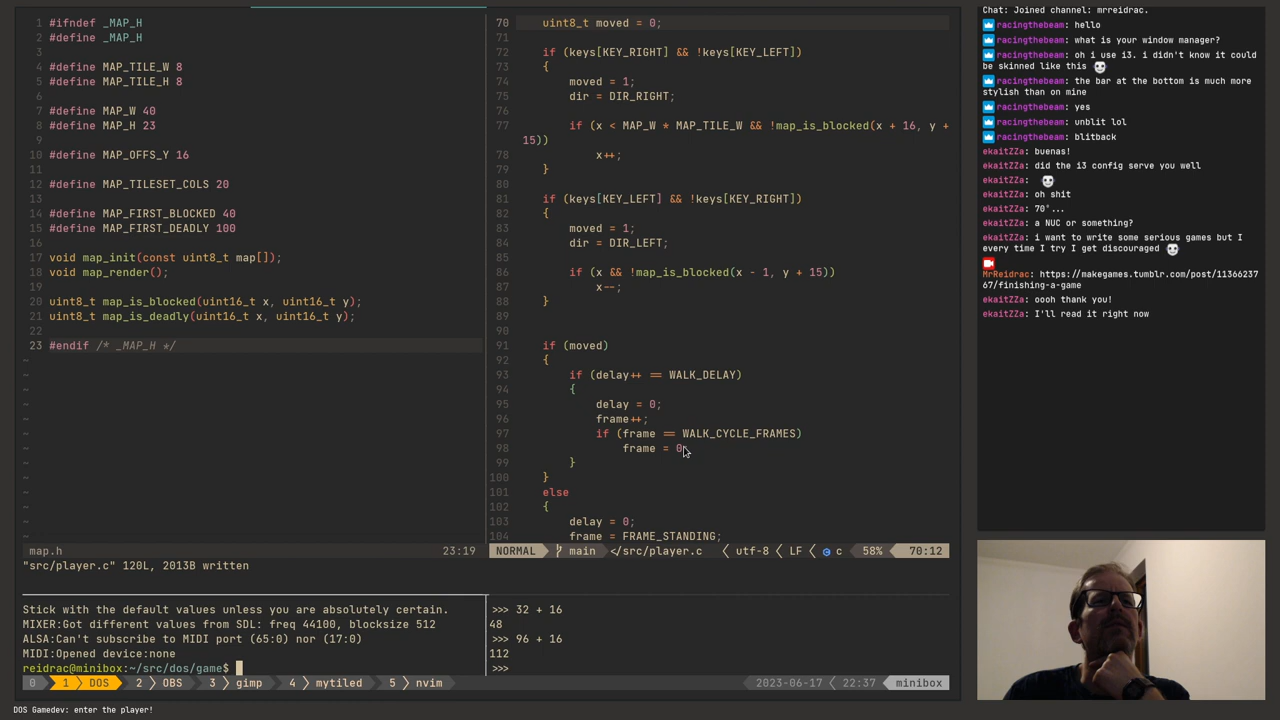 1 #ifndef _MAP_H
2 #define _MAP_H
3
4 #define MAP_TILE_W 8
5 #define MAP_TILE_H 8
6
7 #define MAP_W 40
8 #define MAP_H 23
9
10 #define MAP_OFFS_Y 16
11
12 #define MAP_TILESET_COLS 20
13
14 #define MAP_FIRST_BLOCKED 40
15 #define MAP_FIRST_DEADLY 100
16
17 void map_init(const uint8_t map[]);
18 void map_render();
19
20 uint8_t map_is_blocked(uint16_t x, uint16_t y);
21 uint8_t map_is_deadly(uint16_t x, uint16_t y);
22
23 #endif /* _MAP_H */
~
~
~
~
~
~
~
~
~
~
~
~
~
map.h 23:19
"src/player.c" 120L, 2013B written
70 uint8_t moved = 0;
71
72 if (keys[KEY_RIGHT] && !keys[KEY_LEFT])
73 {
74 moved = 1;
75 dir = DIR_RIGHT;
76
77 if (x < MAP_W * MAP_TILE_W && !map_is_blocked(x + 16, y +
15))
78 x++;
79 }
80
81 if (keys[KEY_LEFT] && !keys[KEY_RIGHT])
82 {
83 moved = 1;
84 dir = DIR_LEFT;
85
86 if (x && !map_is_blocked(x - 1, y + 15))
87 x--;
88 }
89
90
91 if (moved)
92 {
93 if (delay++ == WALK_DELAY)
94 {
95 delay = 0;
96 frame++;
97 if (frame == WALK_CYCLE_FRAMES)
98 frame = 0;
99 }
100 }
101 else
102 {
103 delay = 0;
104 frame = FRAME_STANDING;
NORMAL main </src/player.c utf-8 LF c 58% 70:12
Stick with the default values unless you are absolutely certain.
MIXER:Got different values from SDL: freq 44100, blocksize 512
ALSA:Can't subscribe to MIDI port (65:0) nor (17:0)
MIDI:Opened device:none
reidrac@minibox:~/src/dos/game$
>>> 32 + 16
48
>>> 96 + 16
112
>>>
0 1 DOS 2 OBS 3 gimp 4 mytiled 5 nvim 2023-06-17 22:37 minibox
DOS Gamedev: enter the player!
Chat: Joined channel: mrreidrac.
racingthebeam: hello
racingthebeam: what is your window manager?
racingthebeam: oh i use i3. i didn't know it could
be skinned like this
racingthebeam: the bar at the bottom is much more
stylish than on mine
racingthebeam: yes
racingthebeam: unblit lol
racingthebeam: blitback
ekaitZZa: buenas!
ekaitZZa: did the i3 config serve you well
ekaitZZa:
ekaitZZa: oh shit
ekaitZZa: 70°...
ekaitZZa: a NUC or something?
ekaitZZa: i want to write some serious games but I
every time I try I get discouraged
MrReidrac: https://makegames.tumblr.com/post/11366237
67/finishing-a-game
ekaitZZa: oooh thank you!
ekaitZZa: I'll read it right now